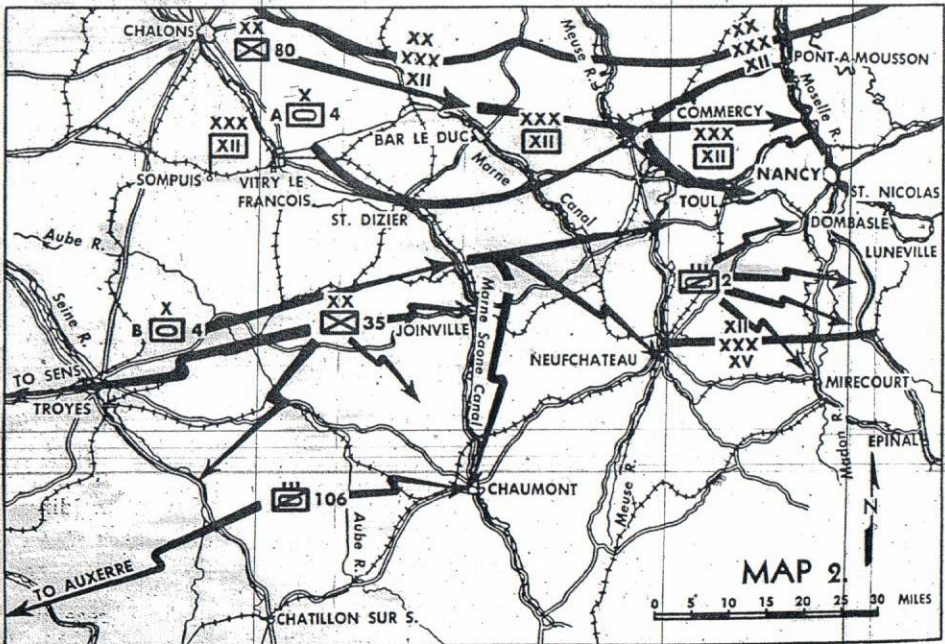 CHALONS
XX
80
XX
XXX
XII
Meuse R.
XX
XXX
XII
PONT-A-MOUSSON
Moselle R.
X
A 4
XXX
XII
BAR LE DUC
XXX
XII
COMMERCY
XXX
XII
NANCY
SOMPUIS
VITRY LE
FRANCOIS
Marne
Canal
ST. DIZIER
TOUL
ST. NICOLAS
DOMBASLE
LUNEVILLE
Aube R.
Seine R.
X
B 4
XX
35
JOINVILLE
Marne Saone Canal
2
NEUFCHATEAU
XII
XXX
XV
TO SENS
TROYES
MIRECOURT
Madon R.
EPINAL
106
CHAUMONT
Meuse R.
Aube R.
N
TO AUXERRE
CHATILLON SUR S.
MAP 2.
0 5 10 15 20 25 30 MILES